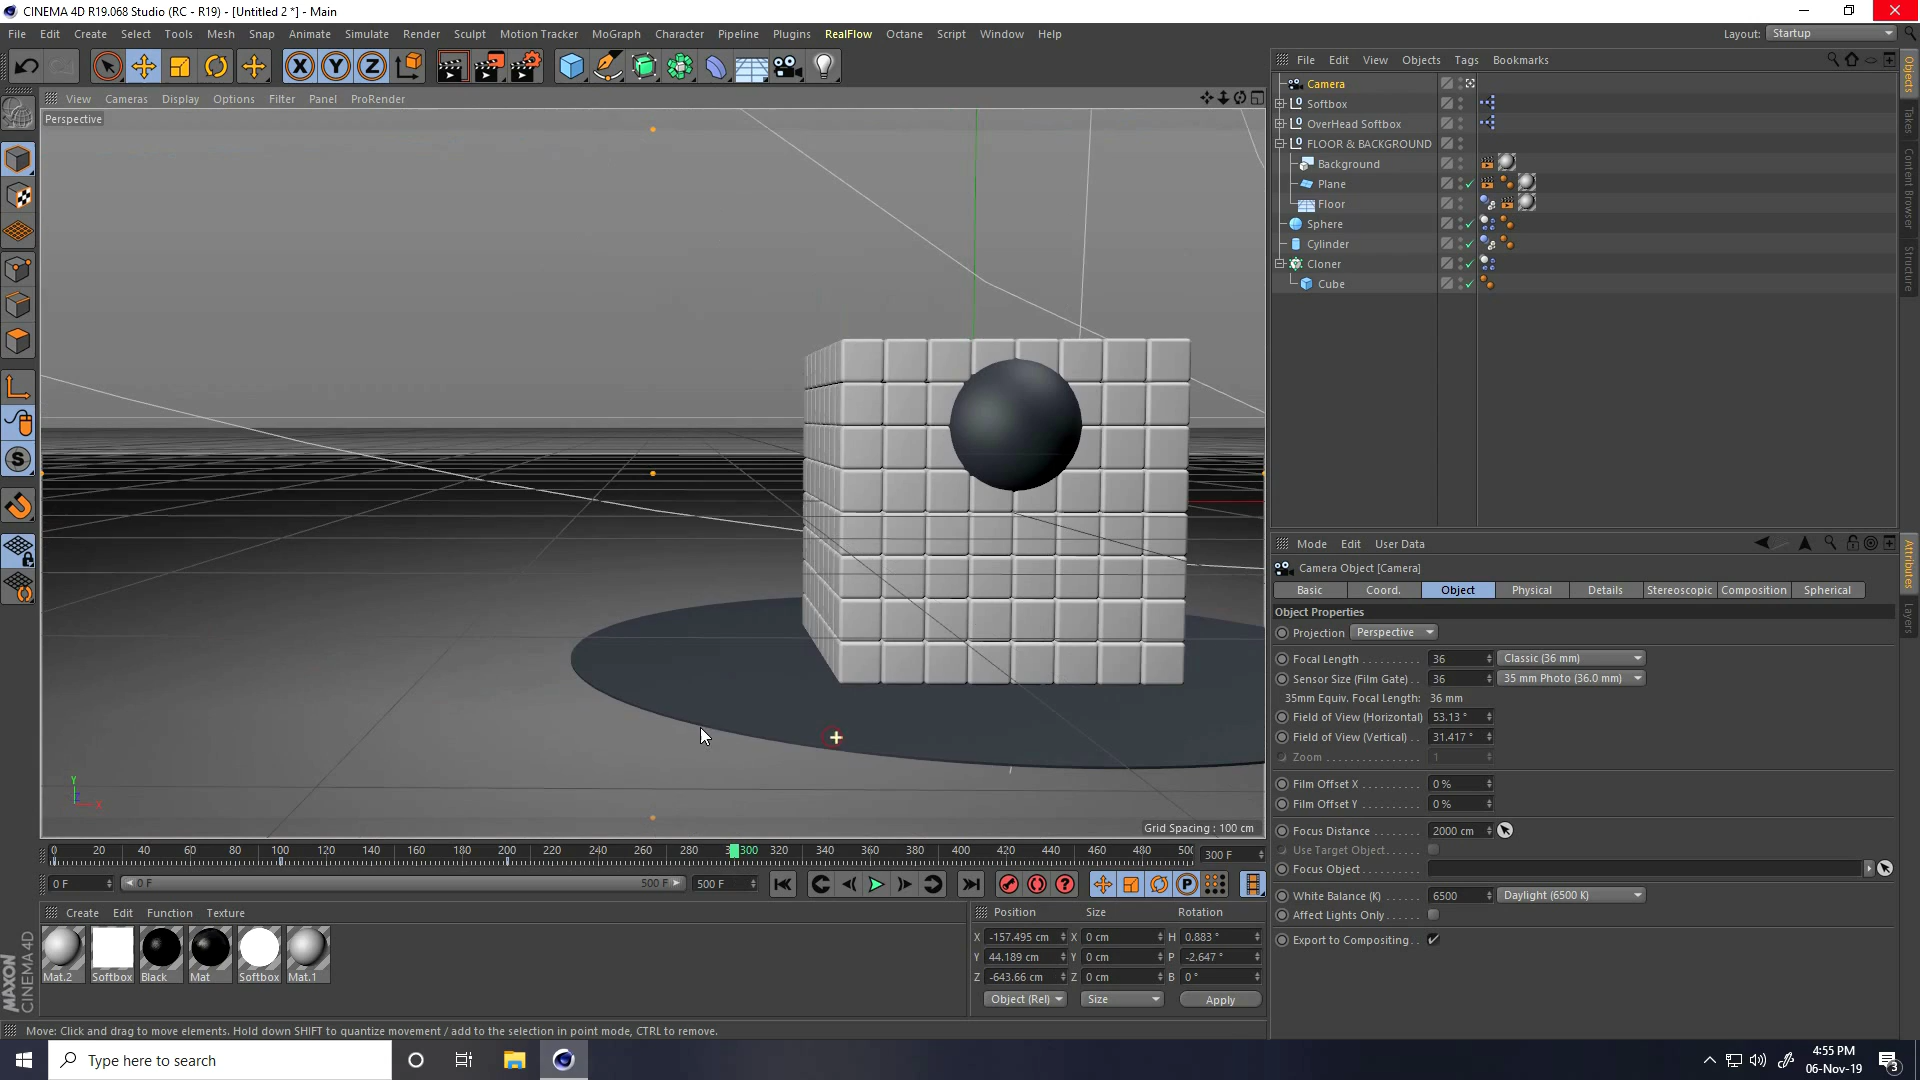 CINEMA 4D R19.068 Studio (RC - R19) - [Untitled 2 *] - Main
File Edit Create Select Tools Mesh Snap Animate Simulate Render Sculpt Motion Tracker MoGraph Character Pipeline Plugins RealFlow Octane Script Window Help Layout: Startup
X Y Z
File Edit View Objects Tags Bookmarks
View Cameras Display Options Filter Panel ProRender
Perspective
Camera
Softbox
OverHead Softbox
FLOOR & BACKGROUND
Background
Plane
Floor
Sphere
Cylinder
Cloner
Cube
Objects
Takes
Content Browser
Structure
Mode Edit User Data
Camera Object [Camera]
Basic Coord. Object Physical Details Stereoscopic Composition Spherical
Object Properties
Projection Perspective
Focal Length . . . . . . . . . . 36 Classic (36 mm)
Sensor Size (Film Gate) . . 36 35 mm Photo (36.0 mm)
35mm Equiv. Focal Length: 36 mm
Field of View (Horizontal) 53.13 °
Field of View (Vertical) . . 31.417 °
Zoom . . . . . . . . . . . . . . . . 1
Film Offset X . . . . . . . . . 0 %
Film Offset Y . . . . . . . . . 0 %
Focus Distance . . . . . . . . 2000 cm
Use Target Object . . . . .
Focus Object . . . . . . . . . .
White Balance (K) . . . . . . 6500 Daylight (6500 K)
Affect Lights Only . . . . . .
Export to Compositing . .
Attributes
Layers
Y
X
Grid Spacing : 100 cm
0 20 40 60 80 100 120 140 160 180 200 220 240 260 280 300 320 340 360 380 400 420 440 460 480 500 300 F
0 F 0 F 500 F 500 F
Create Edit Function Texture
Mat.2 Softbox Black Mat Softbox Mat.1
MAXON
CINEMA 4D
Position Size Rotation
X -157.495 cm X 0 cm H 0.883 °
Y 44.189 cm Y 0 cm P -2.647 °
Z -643.66 cm Z 0 cm B 0 °
Object (Rel) Size Apply
Move: Click and drag to move elements. Hold down SHIFT to quantize movement / add to the selection in point mode, CTRL to remove.
Type here to search
4:55 PM
06-Nov-19
3